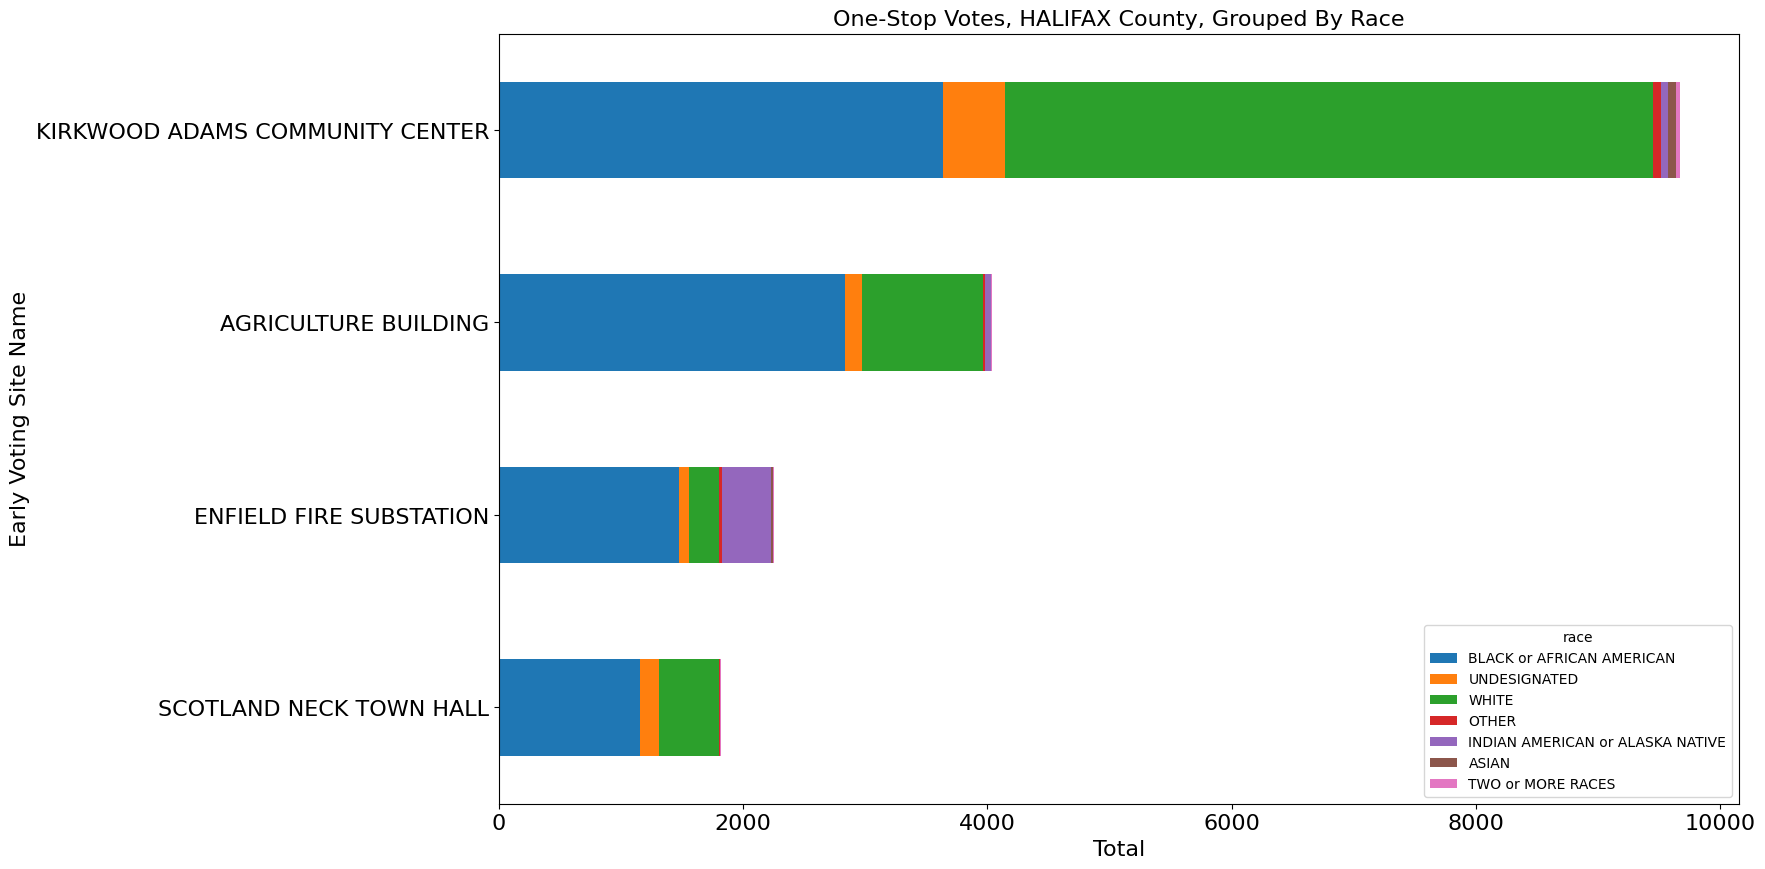 One-Stop Votes, HALIFAX County, Grouped By Race
Early Voting Site Name
KIRKWOOD ADAMS COMMUNITY CENTER
AGRICULTURE BUILDING
ENFIELD FIRE SUBSTATION
SCOTLAND NECK TOWN HALL
race
BLACK or AFRICAN AMERICAN
UNDESIGNATED
WHITE
OTHER
INDIAN AMERICAN or ALASKA NATIVE
ASIAN
TWO or MORE RACES
0 2000 4000 6000 8000 10000
Total